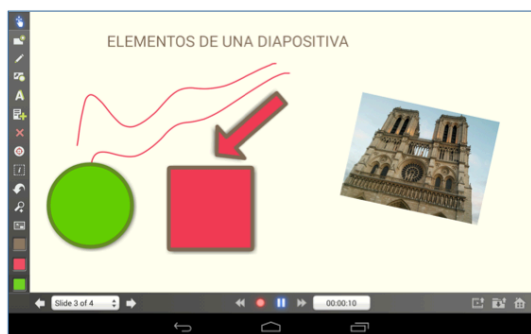 ELEMENTOS DE UNA DIAPOSITIVA
A
Slide 3 of 4
00:00:10